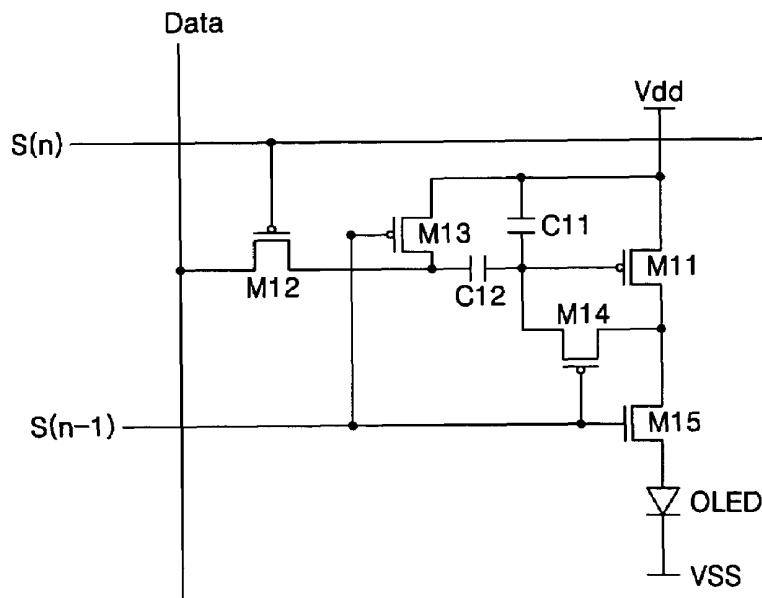 Data
Vdd
S(n)
M13
C11
M11
M12
C12
M14
S(n-1)
M15
OLED
VSS